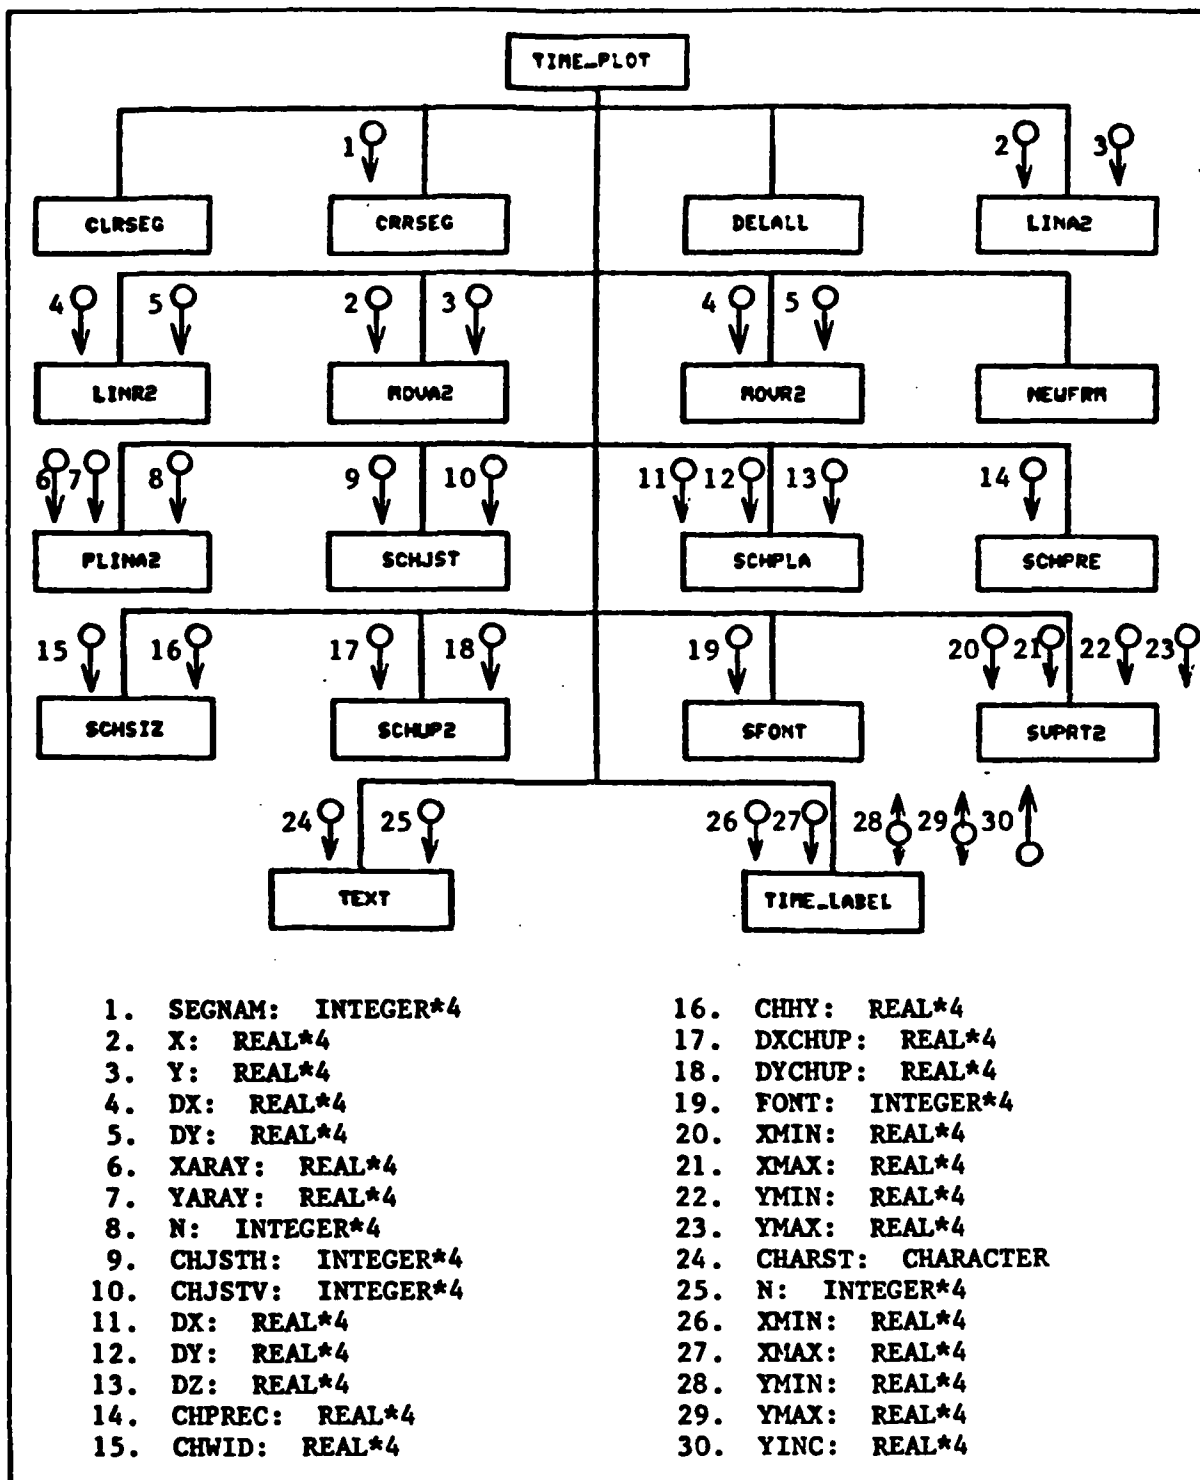 TIME_PLOT
1
2
3
CLRSEG
CRRSEG
DELALL
LINA2
4
5
2
3
4
5
LINR2
MOVA2
MOVR2
NEWFRM
6
7
8
9
10
11
12
13
14
PLINA2
SCHJST
SCHPLA
SCHPRE
15
16
17
18
19
20
21
22
23
SCHSIZ
SCHUP2
SFONT
SVPRT2
24
25
26
27
28
29
30
TEXT
TIME_LABEL
1. SEGNAM: INTEGER*4
2. X: REAL*4
3. Y: REAL*4
4. DX: REAL*4
5. DY: REAL*4
6. XARAY: REAL*4
7. YARAY: REAL*4
8. N: INTEGER*4
9. CHJSTH: INTEGER*4
10. CHJSTV: INTEGER*4
11. DX: REAL*4
12. DY: REAL*4
13. DZ: REAL*4
14. CHPREC: REAL*4
15. CHWID: REAL*4
16. CHHY: REAL*4
17. DXCHUP: REAL*4
18. DYCHUP: REAL*4
19. FONT: INTEGER*4
20. XMIN: REAL*4
21. XMAX: REAL*4
22. YMIN: REAL*4
23. YMAX: REAL*4
24. CHARST: CHARACTER
25. N: INTEGER*4
26. XMIN: REAL*4
27. XMAX: REAL*4
28. YMIN: REAL*4
29. YMAX: REAL*4
30. YINC: REAL*4